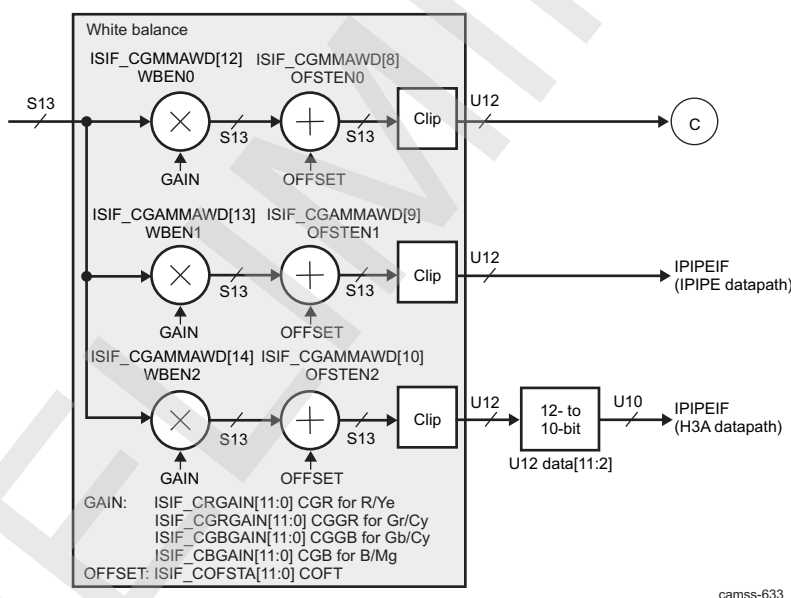 White balance
ISIF_CGMMAWD[12]
WBEN0
ISIF_CGMMAWD[8]
OFSTEN0
S13
S13
S13
Clip
U12
C
GAIN
OFFSET
ISIF_CGAMMAWD[13]
WBEN1
ISIF_CGAMMAWD[9]
OFSTEN1
S13
S13
Clip
U12
IPIPEIF
(IPIPE datapath)
GAIN
OFFSET
ISIF_CGAMMAWD[14]
WBEN2
ISIF_CGAMMAWD[10]
OFSTEN2
S13
S13
Clip
U12
12- to
10-bit
U10
IPIPEIF
(H3A datapath)
U12 data[11:2]
GAIN
OFFSET
GAIN: ISIF_CRGAIN[11:0] CGR for R/Ye
ISIF_CGRGAIN[11:0] CGGR for Gr/Cy
ISIF_CGBGAIN[11:0] CGGB for Gb/Cy
ISIF_CBGAIN[11:0] CGB for B/Mg
OFFSET: ISIF_COFSTA[11:0] COFT
camss-633